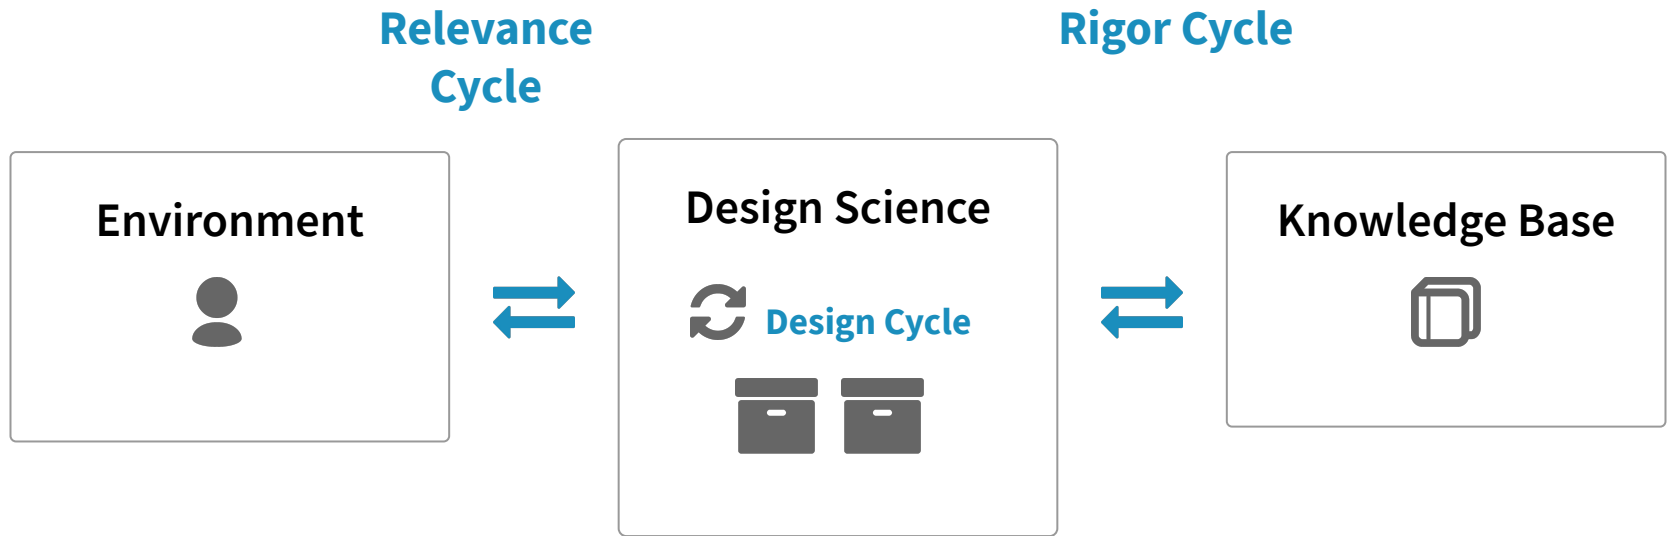 Relevance
Cycle
Rigor Cycle
Environment
Design Science
Design Cycle
Knowledge Base